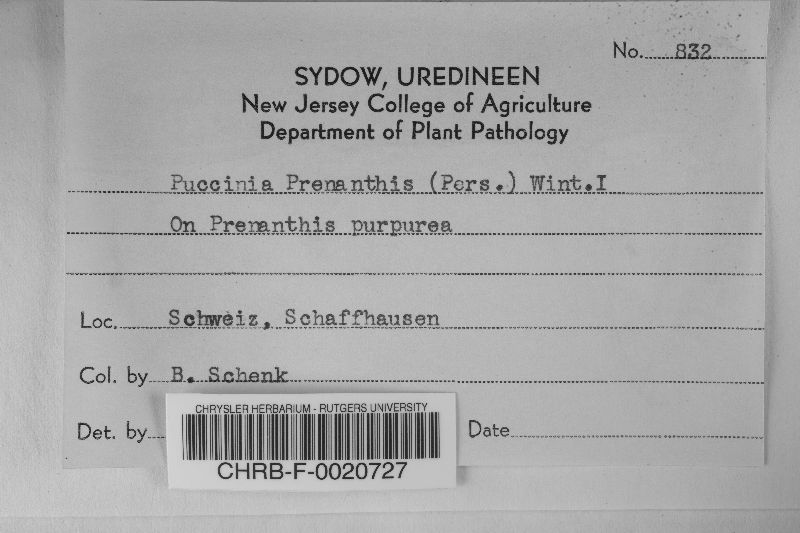 No. 832
SYDOW, UREDINEEN
New Jersey College of Agriculture
Department of Plant Pathology
Puccinia Prenanthis (Pers.) Wint.I
On Prenanthis purpurea
Loc. Schweiz, Schaffhausen
Col. by B. Schenk
Det. by
Date
CHRYSLER HERBARIUM - RUTGERS UNIVERSITY
CHRB-F-0020727